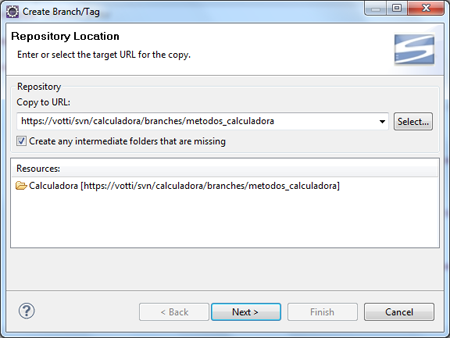 Create Branch/Tag
Repository Location
Enter or select the target URL for the copy.
Repository
Copy to URL:
https://votti/svn/calculadora/branches/metodos_calculadora
Select...
Create any intermediate folders that are missing
Resources:
Calculadora [https://votti/svn/calculadora/branches/metodos_calculadora]
?
< Back
Next >
Finish
Cancel